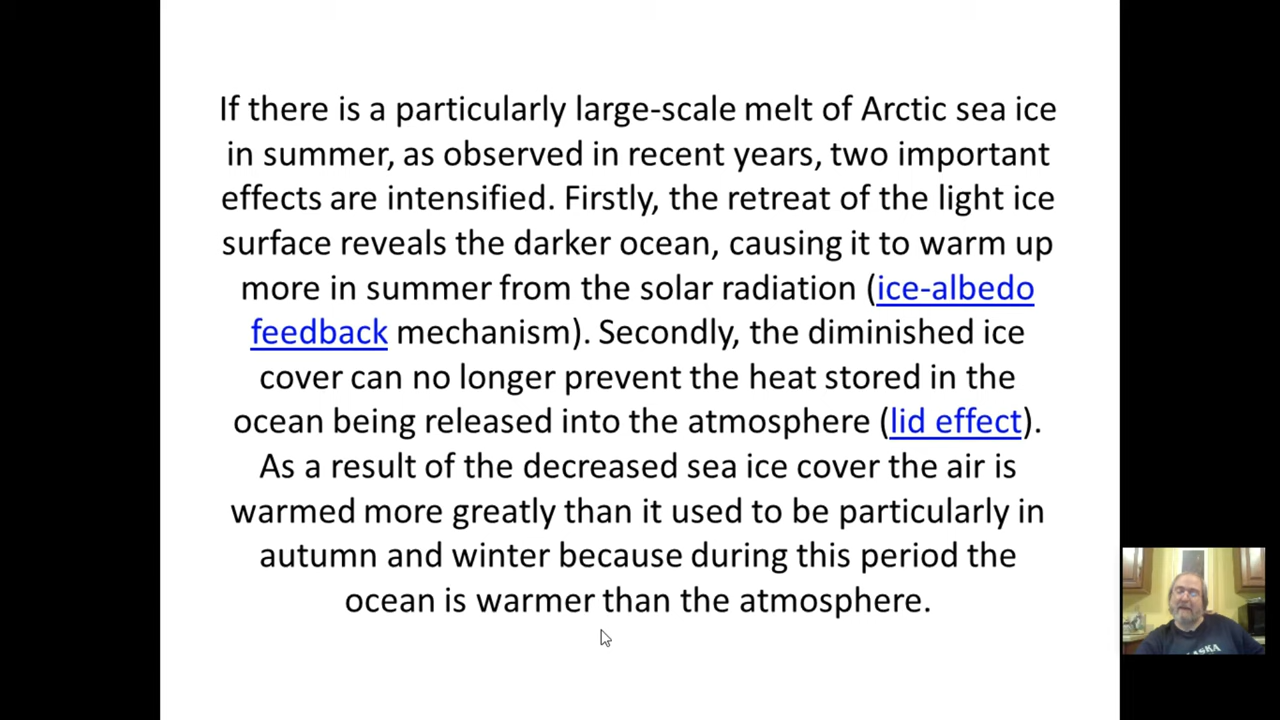 If there is a particularly large-scale melt of Arctic sea ice
in summer, as observed in recent years, two important
effects are intensified. Firstly, the retreat of the light ice
surface reveals the darker ocean, causing it to warm up
more in summer from the solar radiation (ice-albedo
feedback mechanism). Secondly, the diminished ice
cover can no longer prevent the heat stored in the
ocean being released into the atmosphere (lid effect).
As a result of the decreased sea ice cover the air is
warmed more greatly than it used to be particularly in
autumn and winter because during this period the
ocean is warmer than the atmosphere.